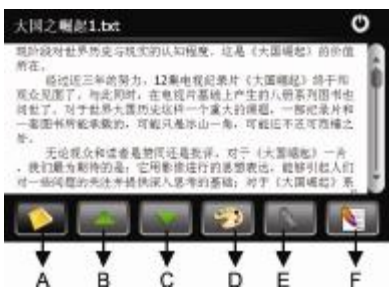 大国之崛起1.txt
现阶段对世界历史与现实的认知程度，这是《大国崛起》的价值
所在。
经过近三年的努力，12集电视纪录片《大国崛起》终于和
观众见面了，与此同时，在电视片基础上产生的八册系列图书也
问世了。对于世界大国历史这样一个重大的课题，一部纪录片和
一套图书所能承载的，可能只是冰山一角，可能还不乏可商榷之
处。
无论观众和读者是赞同还是批评，对于《大国崛起》一片
，我们最为期待的是：它用影像进行的思想表达，能够引起人们
对一些问题的关注并提供深入思考的基础；对于《大国崛起》系
A B C D E F